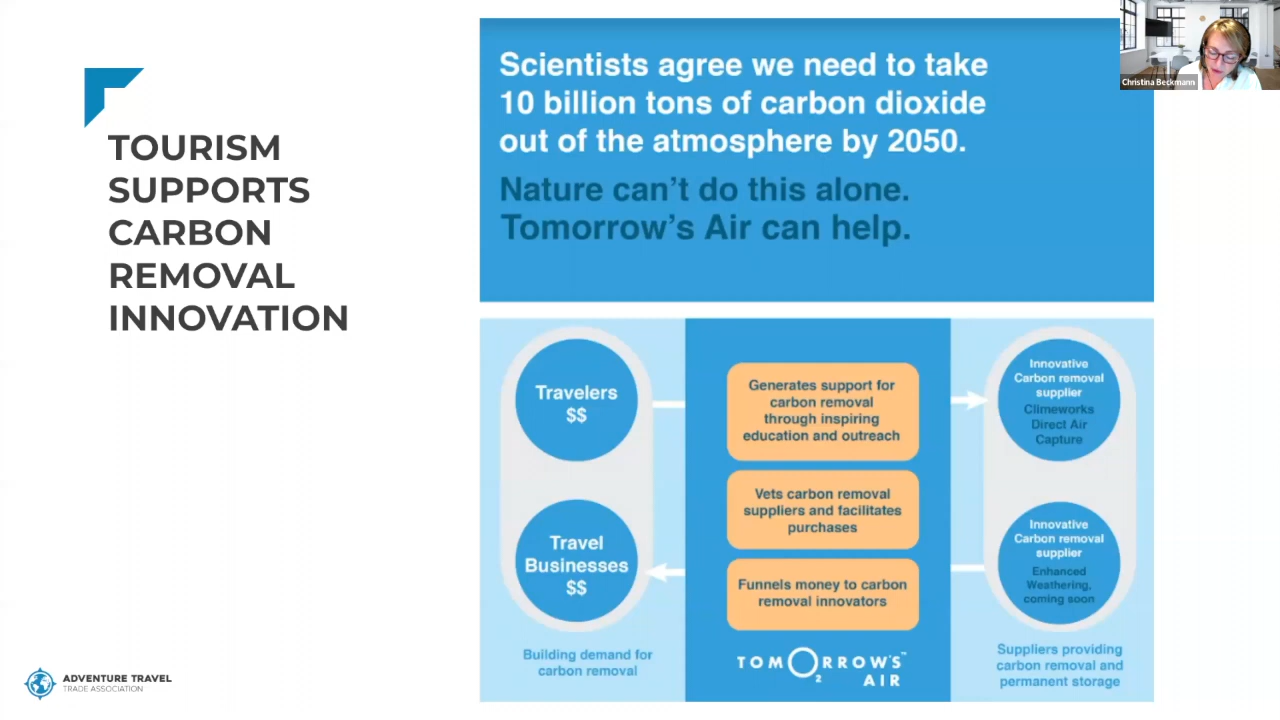 TOURISM
SUPPORTS
CARBON
REMOVAL
INNOVATION
Scientists agree we need to take
10 billion tons of carbon dioxide
out of the atmosphere by 2050.
Nature can't do this alone.
Tomorrow's Air can help.
Christina Beckmann
Travelers
$$
Travel
Businesses
$$
Building demand for
carbon removal
Generates support for
carbon removal
through inspiring
education and outreach
Vets carbon removal
suppliers and facilitates
purchases
Funnels money to carbon
removal innovators
TOMO₂RROW'S™
AIR
Innovative
Carbon removal
supplier
Climeworks
Direct Air
Capture
Innovative
Carbon removal
supplier
Enhanced
Weathering,
coming soon
Suppliers providing
carbon removal and
permanent storage
ADVENTURE TRAVEL
TRADE ASSOCIATION